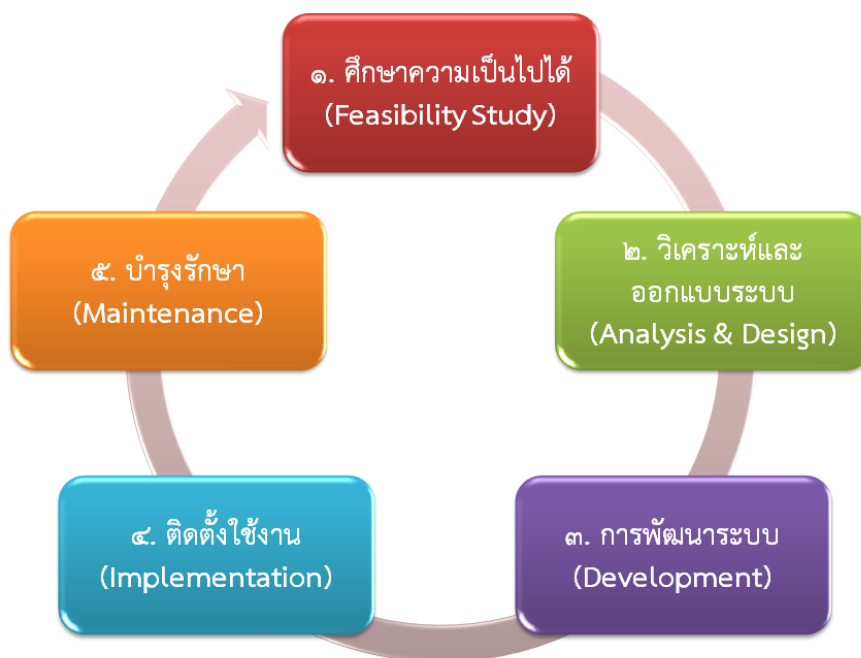 ๑. ศึกษาความเป็นไปได้
(Feasibility Study)
๒. วิเคราะห์และ
ออกแบบระบบ
(Analysis & Design)
๓. การพัฒนาระบบ
(Development)
๔. ติดตั้งใช้งาน
(Implementation)
๕. บำรุงรักษา
(Maintenance)